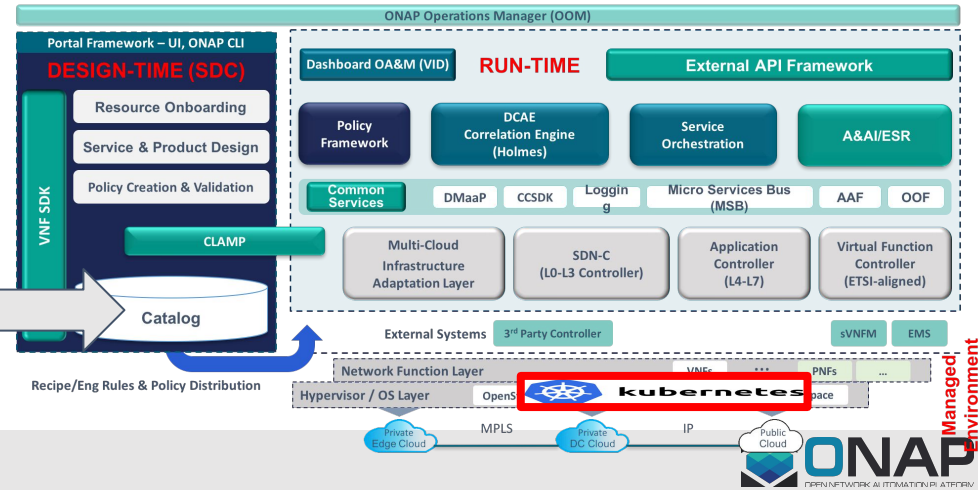 ONAP Operations Manager (OOM)
Portal Framework – UI, ONAP CLI
DESIGN-TIME (SDC)
VNF SDK
Resource Onboarding
Service & Product Design
Policy Creation & Validation
CLAMP
Catalog
Recipe/Eng Rules & Policy Distribution
Dashboard OA&M (VID)
RUN-TIME
External API Framework
Policy
Framework
DCAE
Correlation Engine
(Holmes)
Service
Orchestration
A&AI/ESR
Common
Services
DMaaP
CCSDK
Loggin
g
Micro Services Bus
(MSB)
AAF
OOF
Multi-Cloud
Infrastructure
Adaptation Layer
SDN-C
(L0-L3 Controller)
Application
Controller
(L4-L7)
Virtual Function
Controller
(ETSI-aligned)
External Systems
3rd Party Controller
sVNFM
EMS
Network Function Layer
VNFs
...
PNFs
...
Hypervisor / OS Layer
kubernetes
Private
Edge Cloud
MPLS
Private
DC Cloud
IP
Public
Cloud
Managed
Environment
ONAP
OPEN NETWORK AUTOMATION PLATFORM